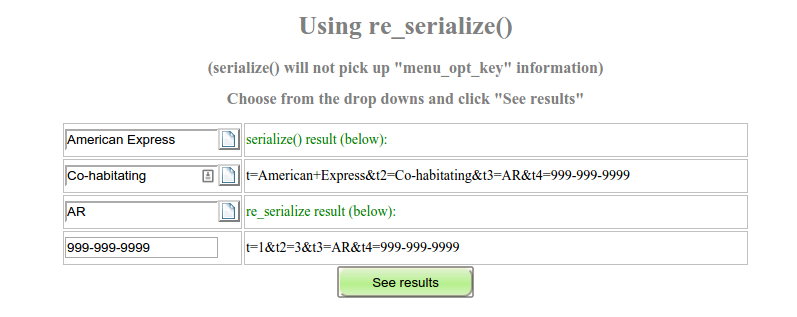 Using re_serialize()
(serialize() will not pick up "menu_opt_key" information)
Choose from the drop downs and click "See results"
American Express
serialize() result (below):
Co-habitating
t=American+Express&t2=Co-habitating&t3=AR&t4=999-999-9999
AR
re_serialize result (below):
999-999-9999
t=1&t2=3&t3=AR&t4=999-999-9999
See results